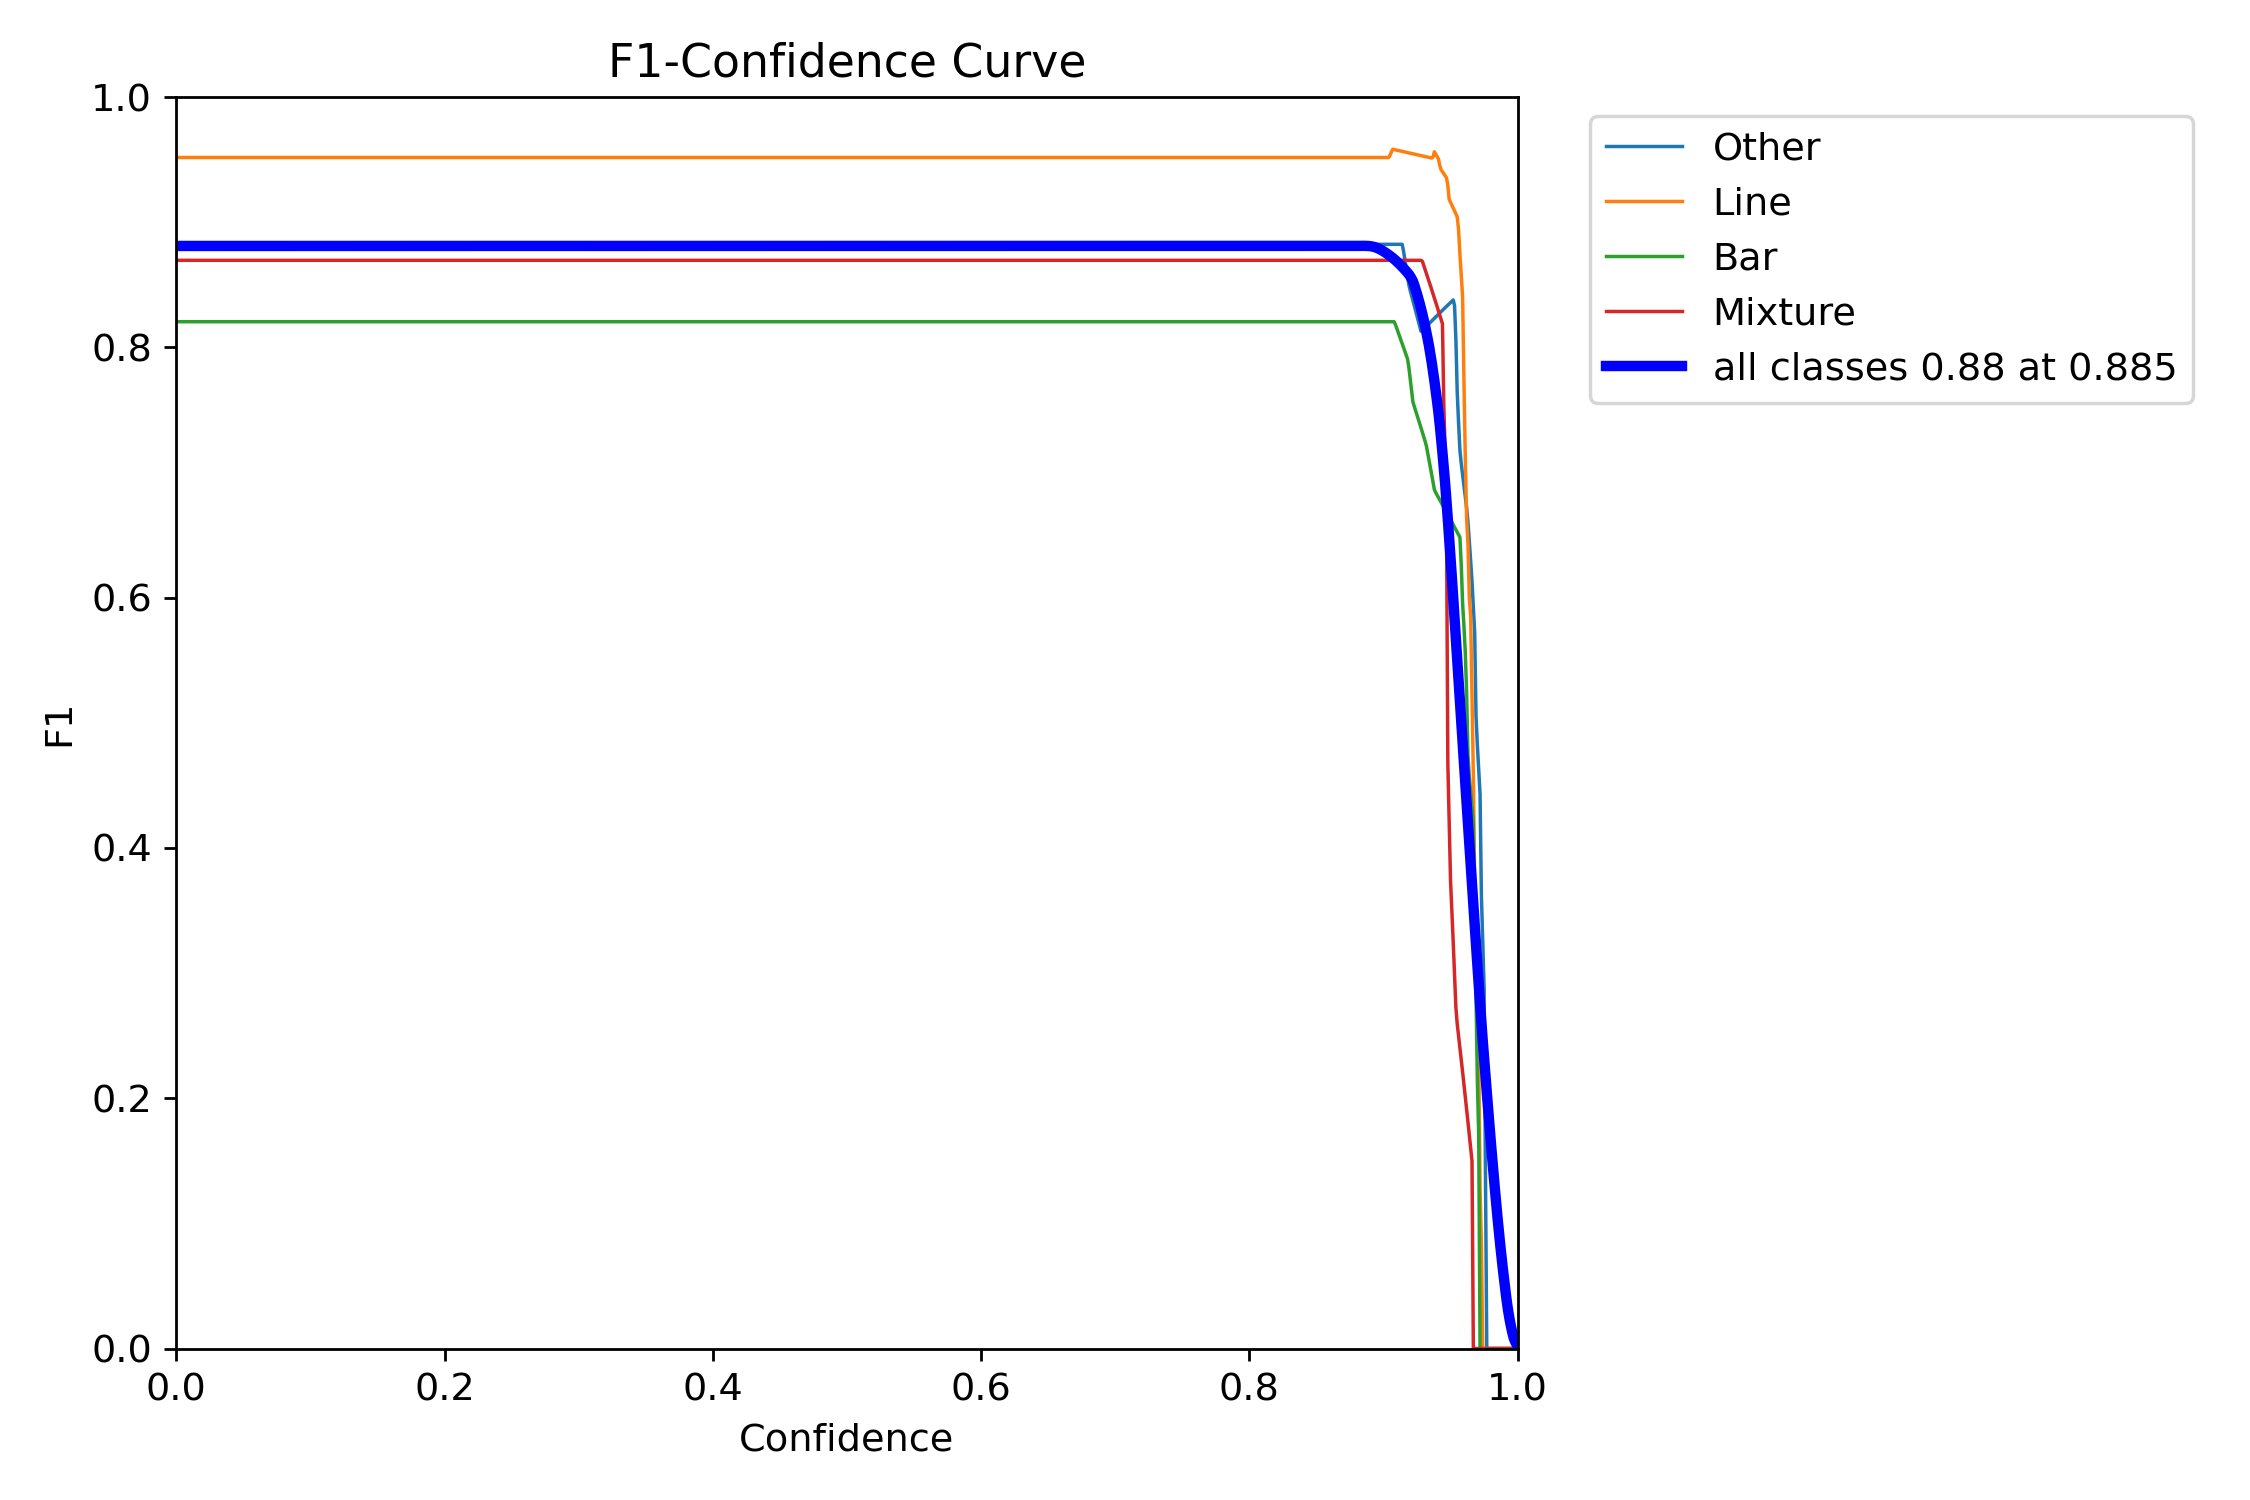 F1-Confidence Curve
1.0
0.8
0.6
0.4
0.2
0.0
F1
0.0 0.2 0.4 0.6 0.8 1.0
Confidence
Other
Line
Bar
Mixture
all classes 0.88 at 0.885